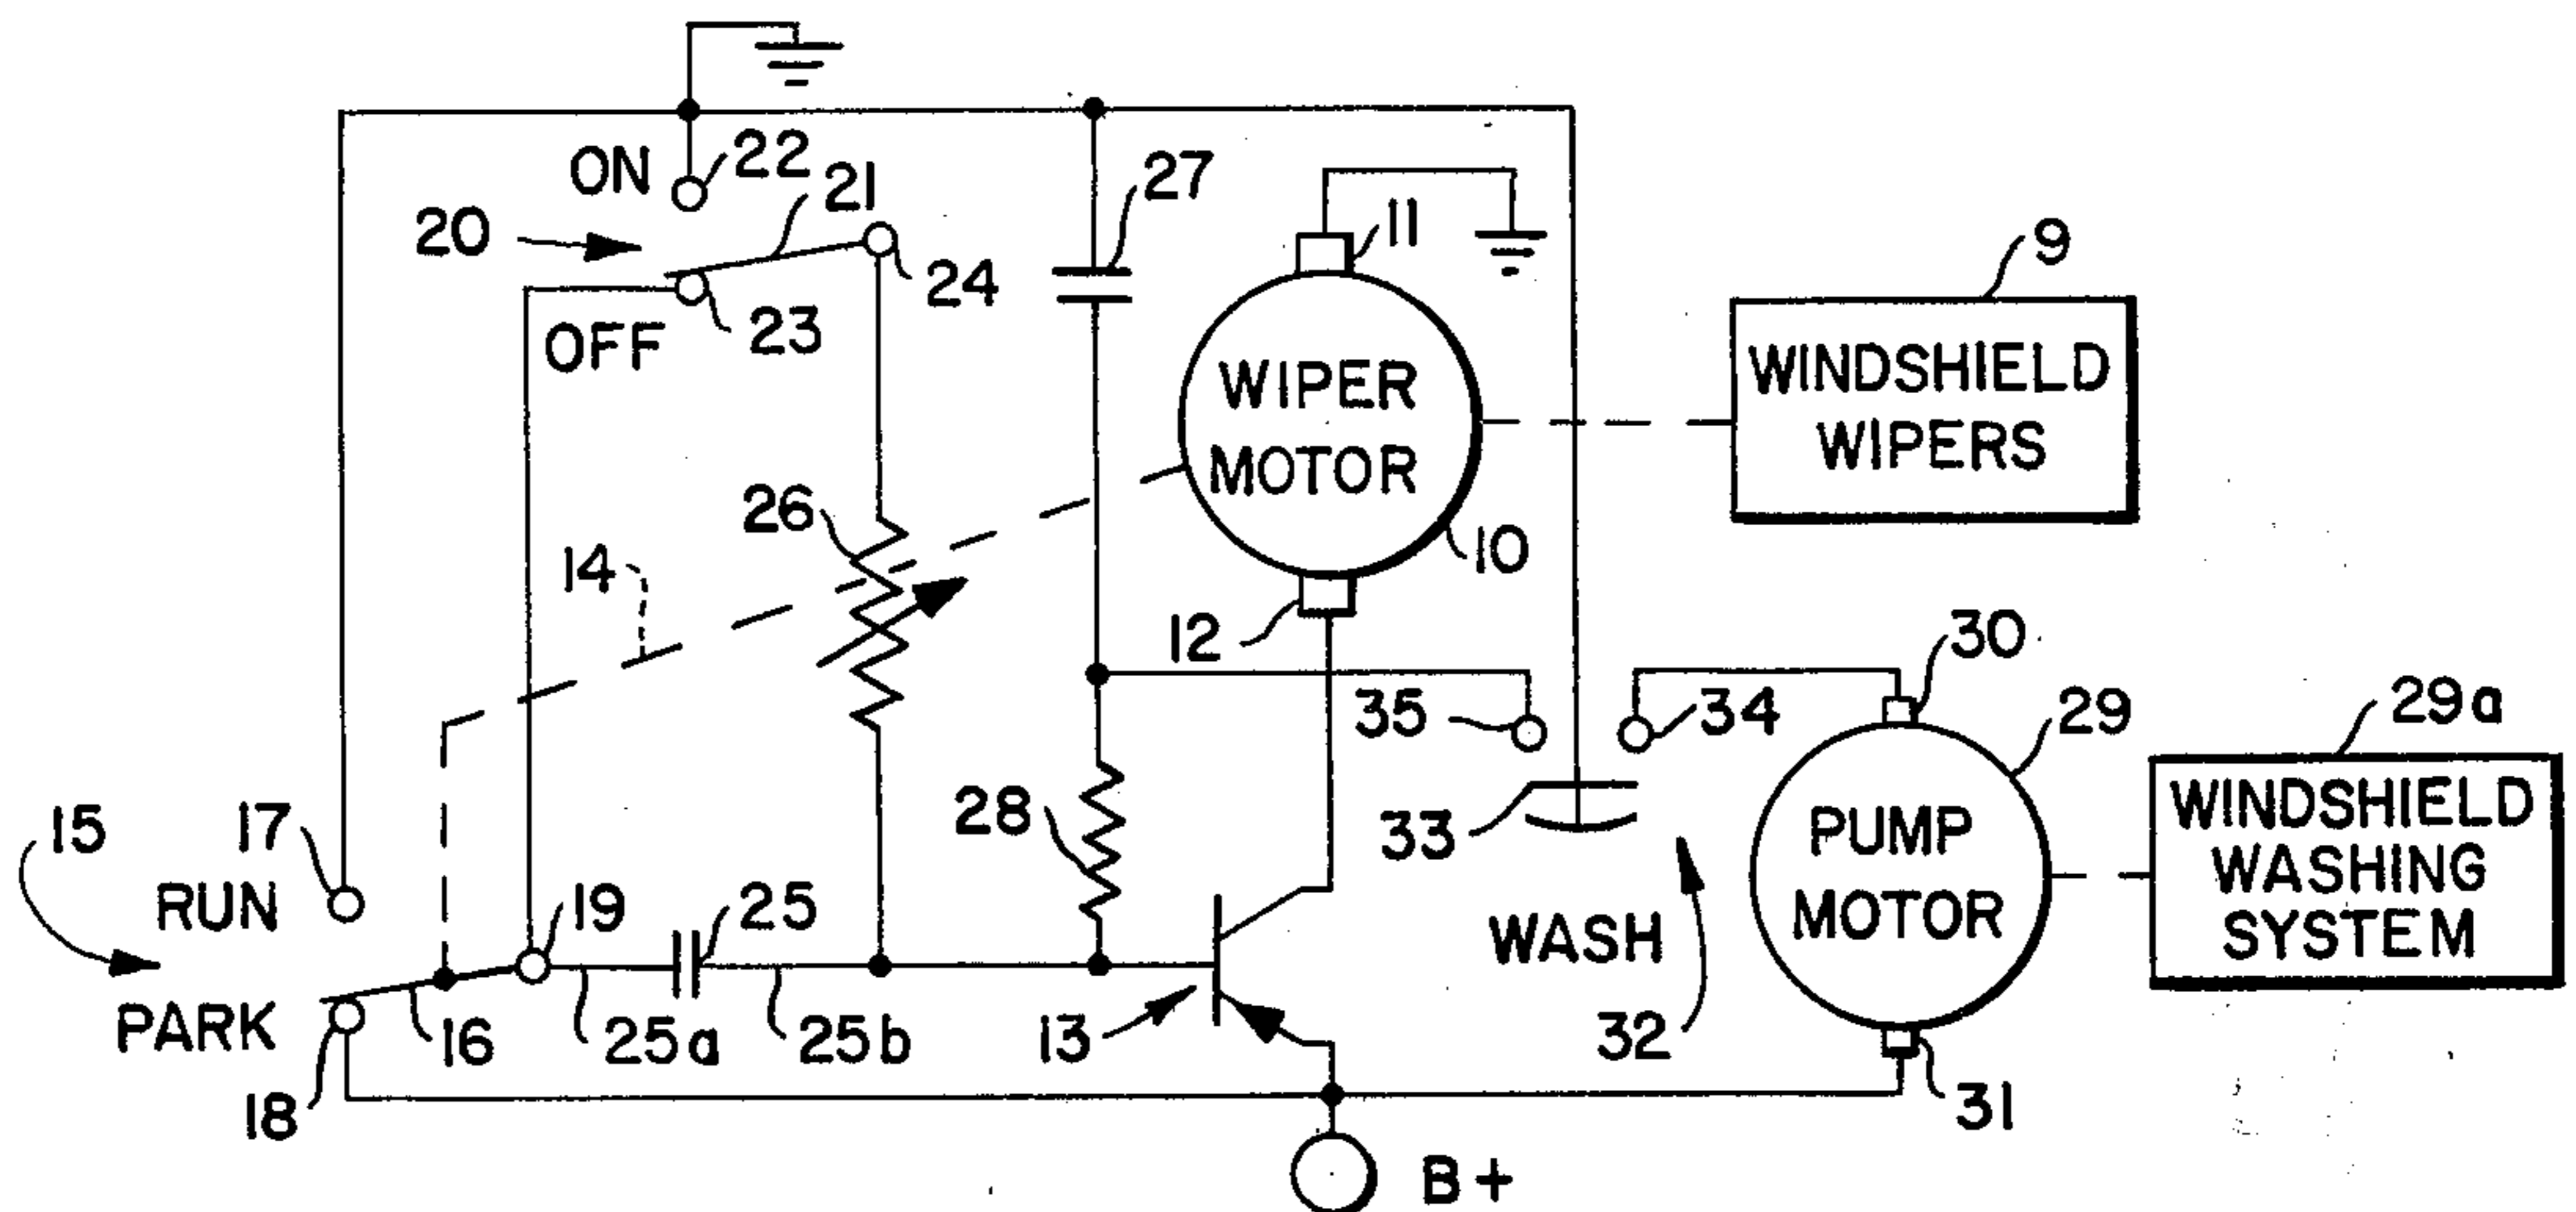 ON
22
21
20
24
23
OFF
27
11
9
WIPER
MOTOR
WINDSHIELD
WIPERS
26
10
14
12
30
35
34
29
29a
15
17
RUN
19
25
28
33
PUMP
MOTOR
WINDSHIELD
WASHING
SYSTEM
WASH
PARK
16
25a
25b
13
32
18
31
B+